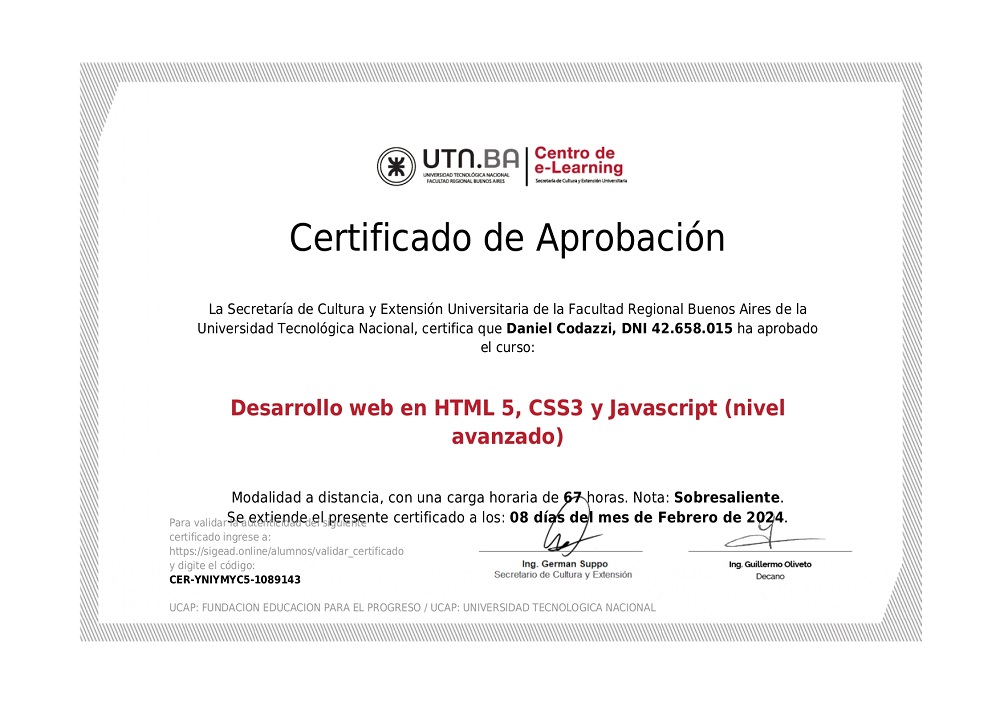 UTN.BA
UNIVERSIDAD TECNOLÓGICA NACIONAL
FACULTAD REGIONAL BUENOS AIRES
Centro de
e-Learning
Secretaría de Cultura y Extensión Universitaria
Certificado de Aprobación
La Secretaría de Cultura y Extensión Universitaria de la Facultad Regional Buenos Aires de la
Universidad Tecnológica Nacional, certifica que Daniel Codazzi, DNI 42.658.015 ha aprobado
el curso:
Desarrollo web en HTML 5, CSS3 y Javascript (nivel
avanzado)
Modalidad a distancia, con una carga horaria de 67 horas. Nota: Sobresaliente.
Se extiende el presente certificado a los: 08 días del mes de Febrero de 2024.
Para validar la autenticidad del siguiente
certificado ingrese a:
https://sigead.online/alumnos/validar_certificado
y digite el código:
CER-YNIYMYC5-1089143
Ing. German Suppo
Secretario de Cultura y Extensión
Ing. Guillermo Oliveto
Decano
UCAP: FUNDACION EDUCACION PARA EL PROGRESO / UCAP: UNIVERSIDAD TECNOLOGICA NACIONAL